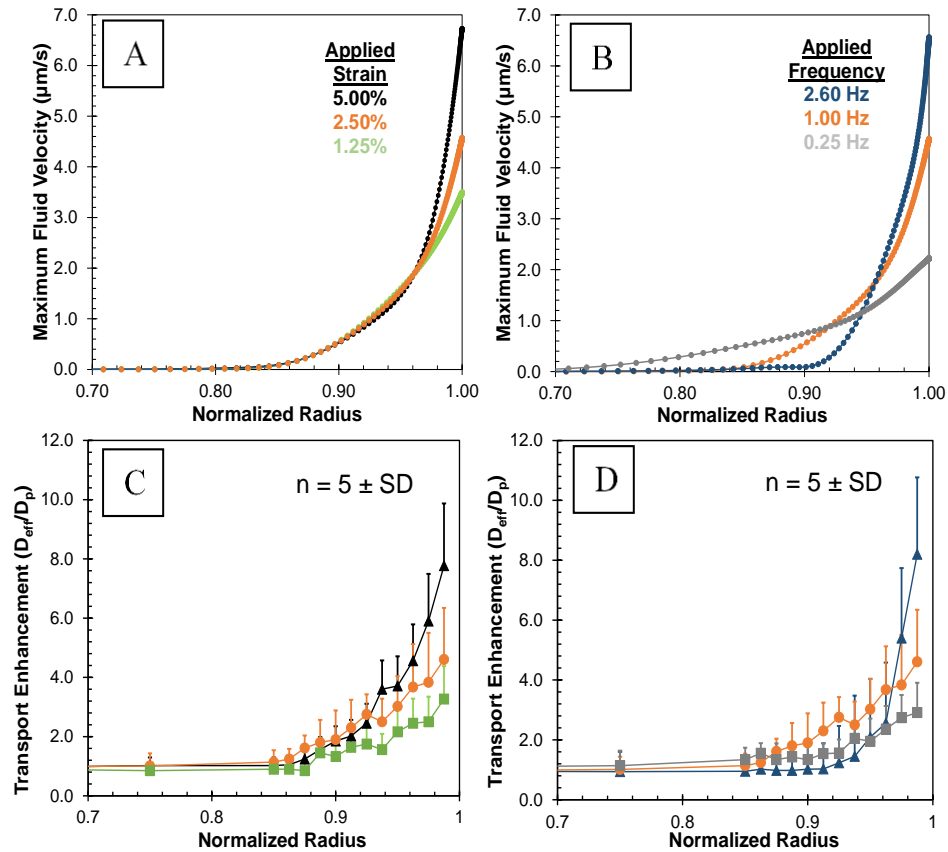 A
Applied
Strain
5.00%
2.50%
1.25%
Maximum Fluid Velocity (µm/s)
7.0
6.0
5.0
4.0
3.0
2.0
1.0
0.0
0.70
0.80
0.90
1.00
Normalized Radius
B
Applied
Frequency
2.60 Hz
1.00 Hz
0.25 Hz
Maximum Fluid Velocity (µm/s)
7.0
6.0
5.0
4.0
3.0
2.0
1.0
0.0
0.70
0.80
0.90
1.00
Normalized Radius
C
n = 5 ± SD
Transport Enhancement (Deff/Dp)
12.0
10.0
8.0
6.0
4.0
2.0
0.0
0.7
0.8
0.9
1
Normalized Radius
D
n = 5 ± SD
Transport Enhancement (Deff/Dp)
12.0
10.0
8.0
6.0
4.0
2.0
0.0
0.7
0.8
0.9
1
Normalized Radius